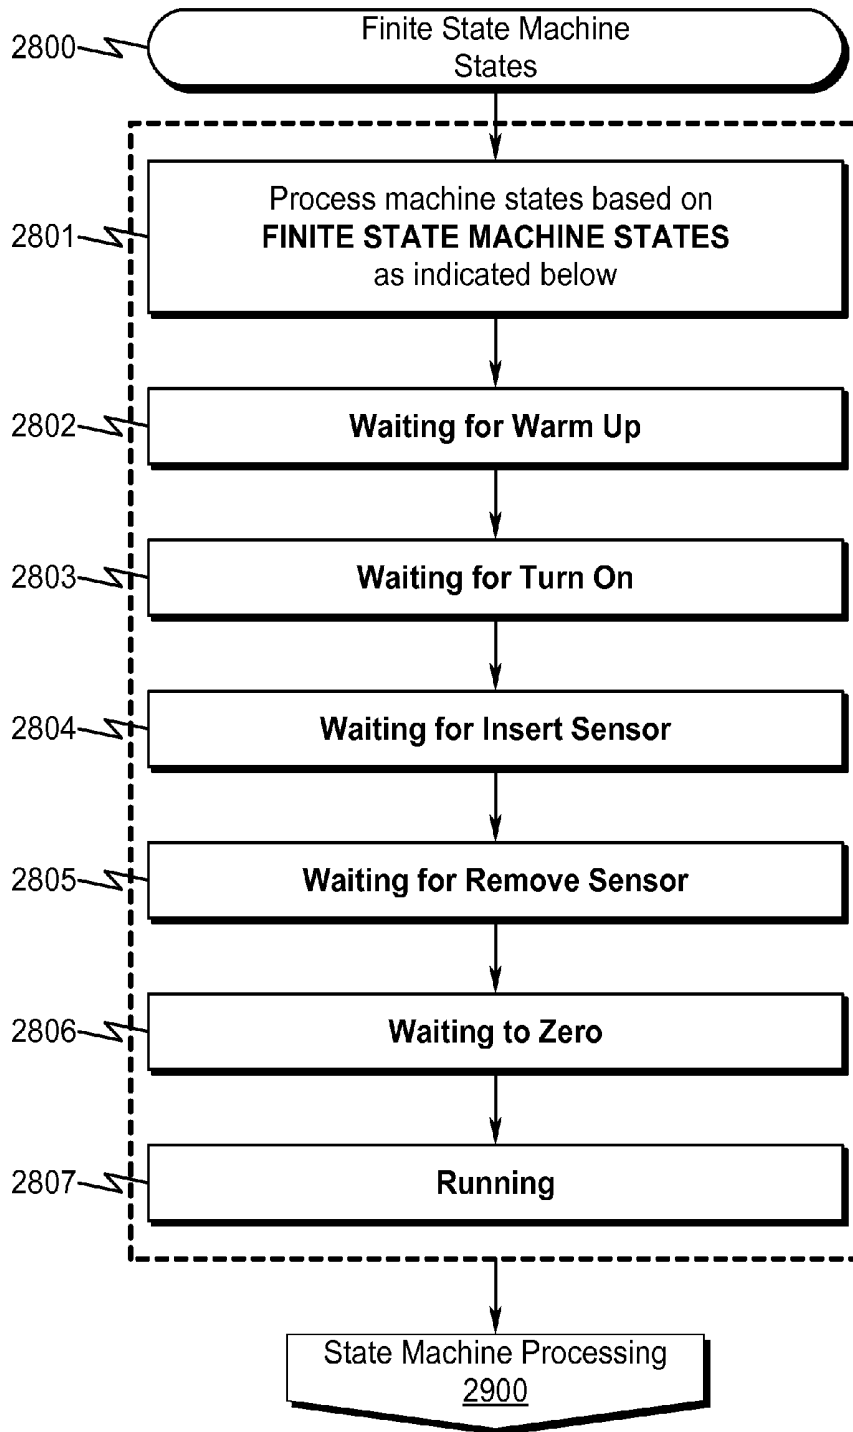 2800
Finite State Machine
States
2801
Process machine states based on
FINITE STATE MACHINE STATES
as indicated below
2802
Waiting for Warm Up
2803
Waiting for Turn On
2804
Waiting for Insert Sensor
2805
Waiting for Remove Sensor
2806
Waiting to Zero
2807
Running
State Machine Processing
2900